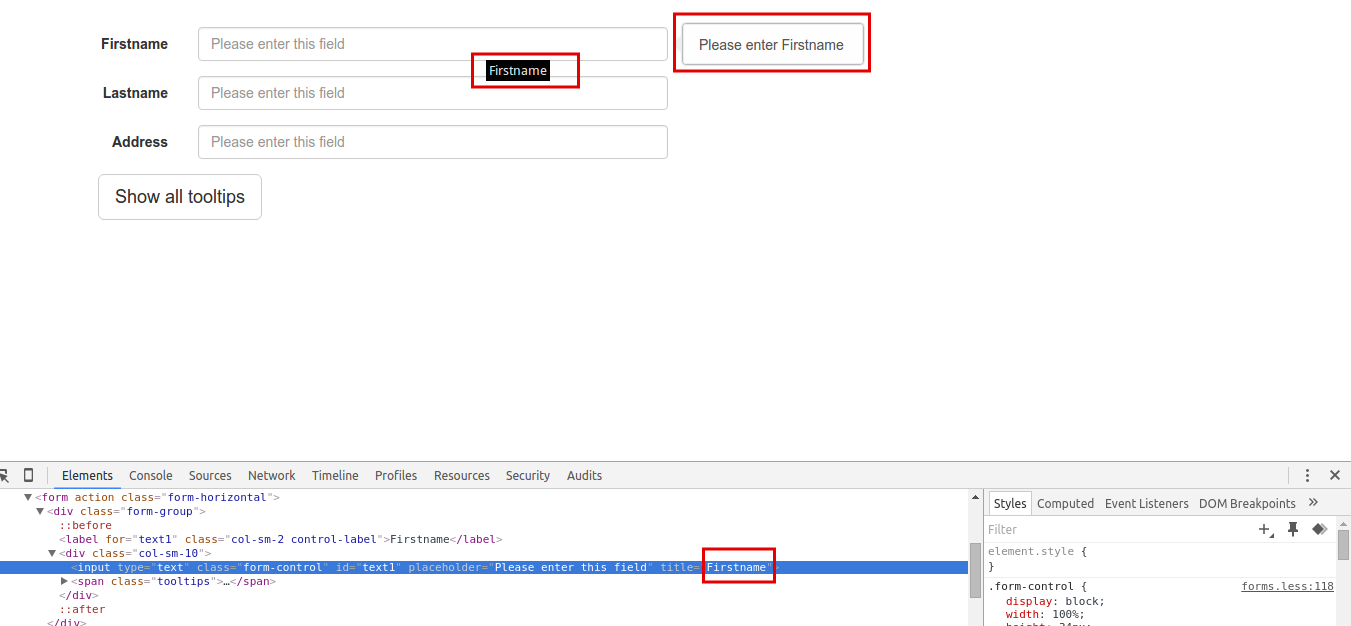 Firstname Please enter this field Please enter Firstname
Firstname
Lastname Please enter this field
Address Please enter this field
Show all tooltips
Elements Console Sources Network Timeline Profiles Resources Security Audits
<form action class="form-horizontal">
<div class="form-group">
::before
<label for="text1" class="col-sm-2 control-label">Firstname</label>
<div class="col-sm-10">
<input type="text" class="form-control" id="text1" placeholder="Please enter this field" title="Firstname">
<span class="tooltips">…</span>
</div>
::after
</div>
Styles Computed Event Listeners DOM Breakpoints »
Filter
element.style {
}
.form-control { forms.less:118
display: block;
width: 100%;
height: 34px;